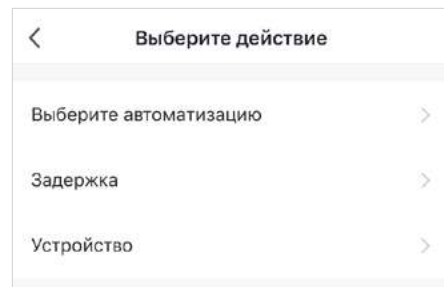 Выберите действие
Выберите автоматизацию
Задержка
Устройство